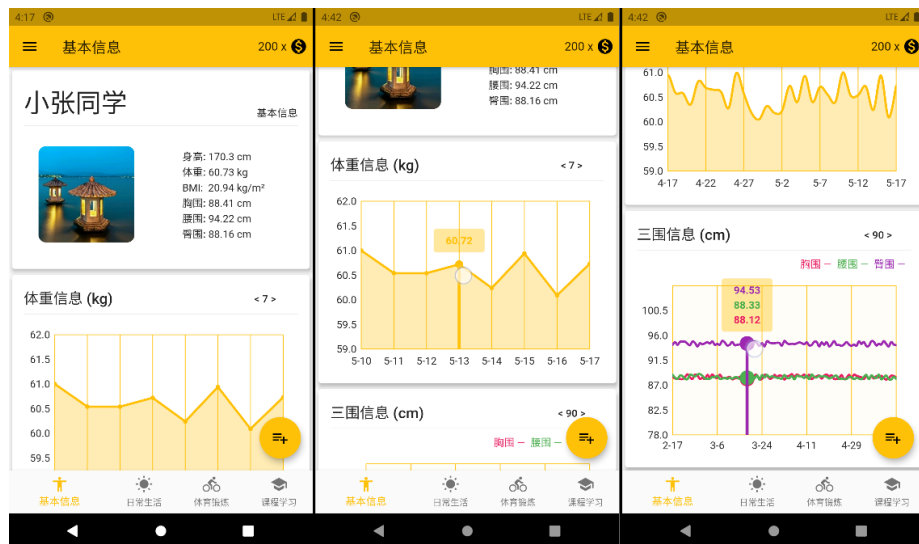 4:17 LTE
基本信息 200 x
小张同学
基本信息
身高: 170.3 cm
体重: 60.73 kg
BMI: 20.94 kg/m²
胸围: 88.41 cm
腰围: 94.22 cm
臀围: 88.16 cm
体重信息 (kg) < 7 >
62.0
61.5
61.0
60.5
60.0
59.5
基本信息 日常生活 体育锻炼 课程学习
4:42 LTE
基本信息 200 x
胸围: 88.41 cm
腰围: 94.22 cm
臀围: 88.16 cm
体重信息 (kg) < 7 >
62.0
61.5
61.0
60.5
60.0
59.5
59.0
60.72
5-10 5-11 5-12 5-13 5-14 5-15 5-16 5-17
三围信息 (cm) < 90 >
胸围 － 腰围 －
基本信息 日常生活 体育锻炼 课程学习
4:42 LTE
基本信息 200 x
61.0
60.5
60.0
59.5
59.0
4-17 4-22 4-27 5-2 5-7 5-12 5-17
三围信息 (cm) < 90 >
胸围 － 腰围 － 臀围 －
94.53
88.33
88.12
100.5
96.0
91.5
87.0
82.5
78.0
2-17 3-6 3-24 4-11 4-29
基本信息 日常生活 体育锻炼 课程学习